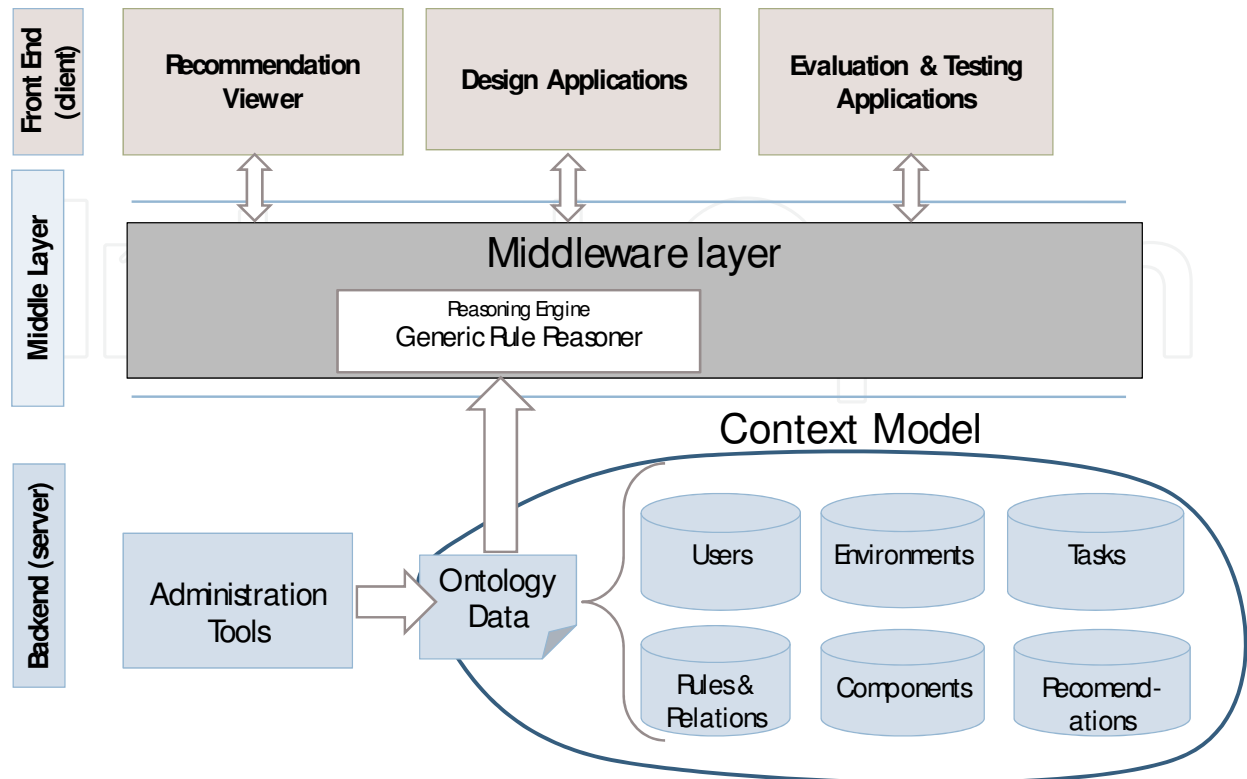 Front End
(client)
Recommendation
Viewer
Design Applications
Evaluation & Testing
Applications
Middle Layer
Middleware layer
Reasoning Engine
Generic Rule Reasoner
Context Model
Backend (server)
Administration
Tools
Ontology
Data
Users
Environments
Tasks
Rules &
Relations
Components
Recomend-
ations